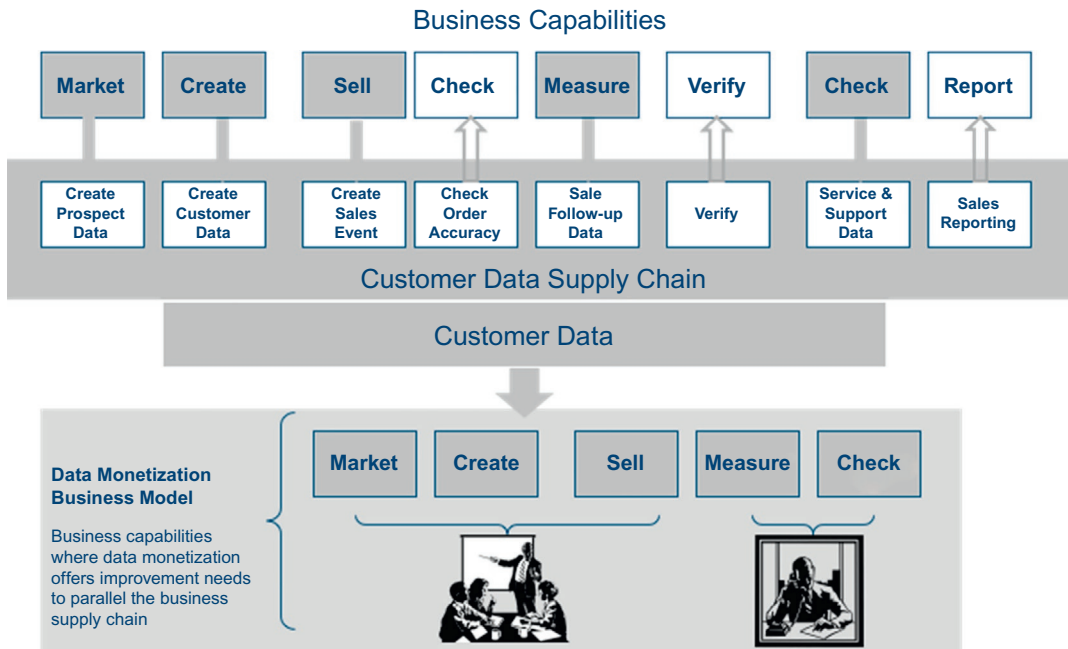 Business Capabilities
Market
Create
Sell
Check
Measure
Verify
Check
Report
Create
Prospect
Data
Create
Customer
Data
Create
Sales
Event
Check
Order
Accuracy
Sale
Follow-up
Data
Verify
Service &
Support
Data
Sales
Reporting
Customer Data Supply Chain
Customer Data
Data Monetization
Business Model
Business capabilities
where data monetization
offers improvement needs
to parallel the business
supply chain
Market
Create
Sell
Measure
Check